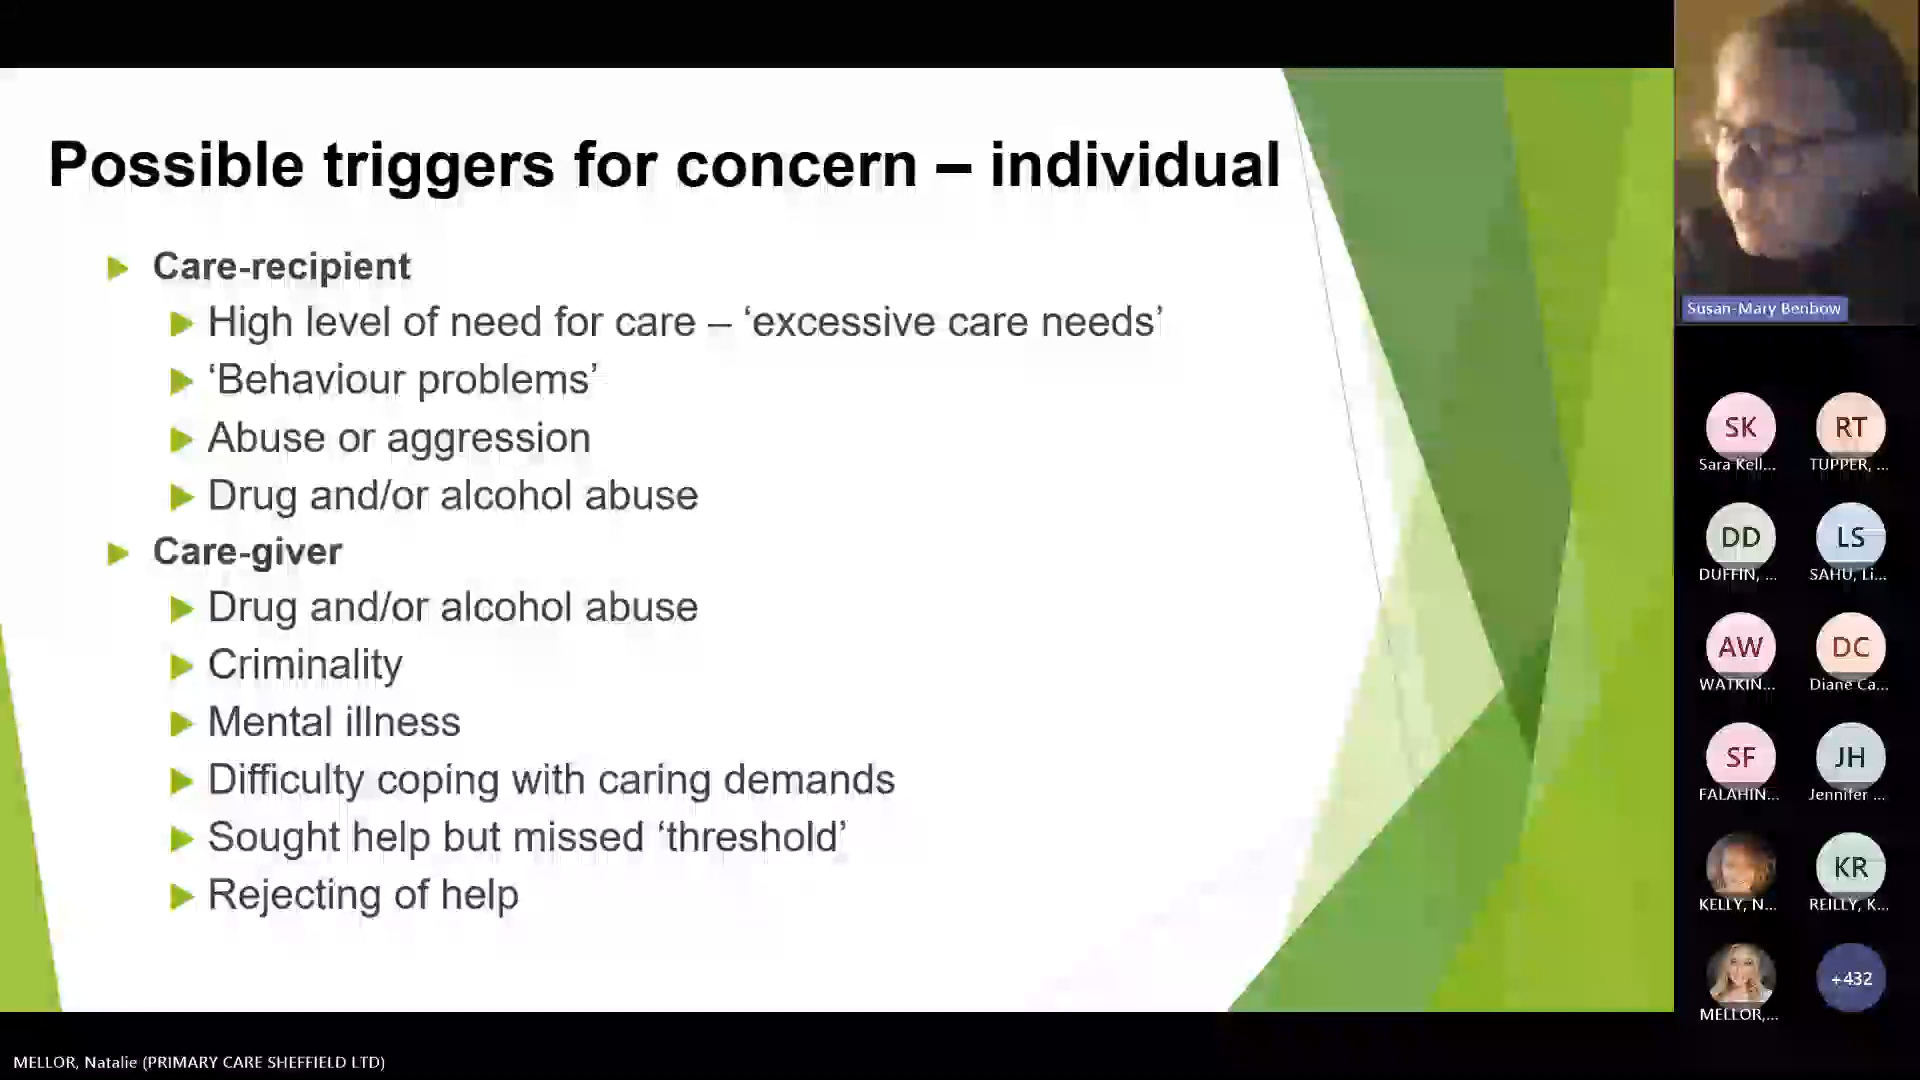 Possible triggers for concern – individual
Care-recipient
High level of need for care – ‘excessive care needs’
‘Behaviour problems’
Abuse or aggression
Drug and/or alcohol abuse
Care-giver
Drug and/or alcohol abuse
Criminality
Mental illness
Difficulty coping with caring demands
Sought help but missed ‘threshold’
Rejecting of help
Susan-Mary Benbow
SK RT
Sara Kell... TUPPER, ...
DD LS
DUFFIN, ... SAHU, Li...
AW DC
WATKIN... Diane Ca...
SF JH
FALAHIN... Jennifer ...
KR
KELLY, N... REILLY, K...
+432
MELLOR,...
MELLOR, Natalie (PRIMARY CARE SHEFFIELD LTD)